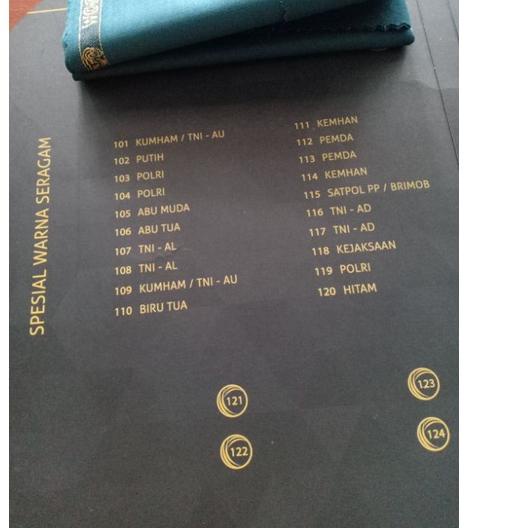 SPESIAL WARNA SERAGAM
101 KUMHAM / TNI - AU
102 PUTIH
103 POLRI
104 POLRI
105 ABU MUDA
106 ABU TUA
107 TNI - AL
108 TNI - AL
109 KUMHAM / TNI - AU
110 BIRU TUA
111 KEMHAN
112 PEMDA
113 PEMDA
114 KEMHAN
115 SATPOL PP / BRIMOB
116 TNI - AD
117 TNI - AD
118 KEJAKSAAN
119 POLRI
120 HITAM
121
122
123
124